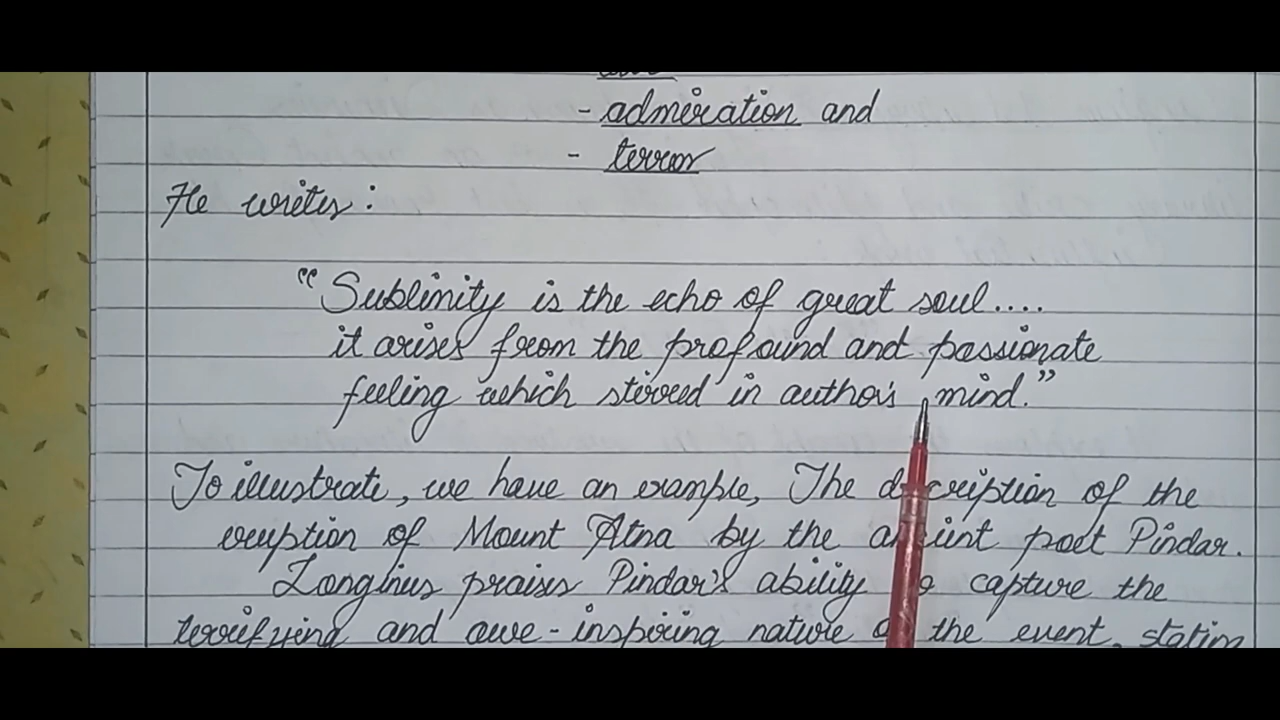 - admiration and
- terror
He writes:
“Sublinity is the echo of great soul....
it arises from the profound and passionate
feeling which stirred in author's mind.”
To illustrate, we have an example, The description of the
eruption of Mount Atna by the ancient poet Pindar.
Longinus praises Pindar's ability to capture the
terrifying and awe-inspiring nature of the event, stating